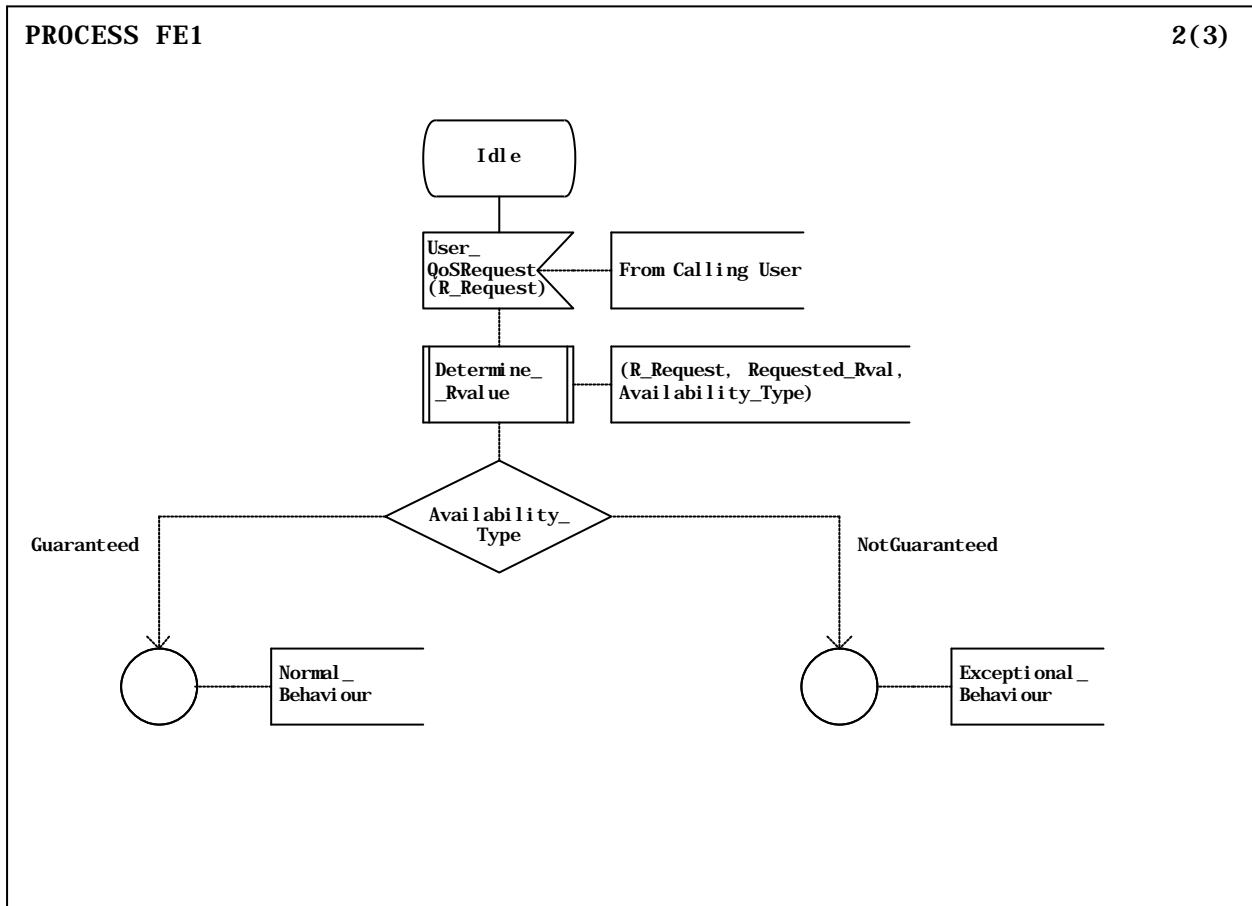 PROCESS FE1
2(3)
Idle
User_
QoSRequest
(R_Request)
From Calling User
Determine_
_Rvalue
(R_Request, Requested_Rval,
Availability_Type)
Availability_
Type
Guaranteed
NotGuaranteed
Normal_
Behaviour
Exceptional_
Behaviour